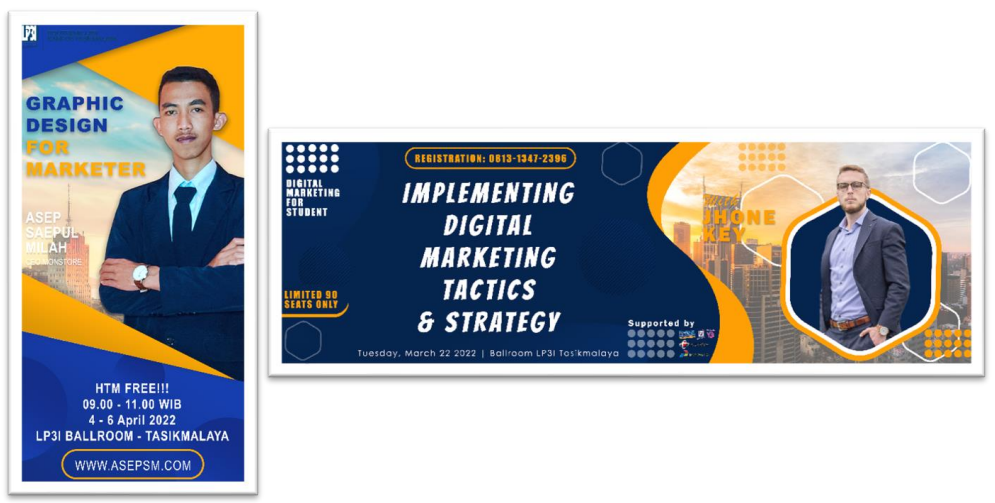 GRAPHIC
DESIGN
FOR
MARKETER
ASEP
SAEPUL
MILAH
HTM FREE!!!
09.00 - 11.00 WIB
4 - 6 April 2022
LP3I BALLROOM - TASIKMALAYA
WWW.ASEPSM.COM
REGISTRATION: 0813-1347-2396
DIGITAL
MARKETING
FOR
STUDENT
IMPLEMENTING
DIGITAL
MARKETING
TACTICS
& STRATEGY
LIMITED 90
SEATS ONLY
Tuesday, March 22 2022 | Ballroom LP3I Tasikmalaya
Supported by
JHONE
KEY